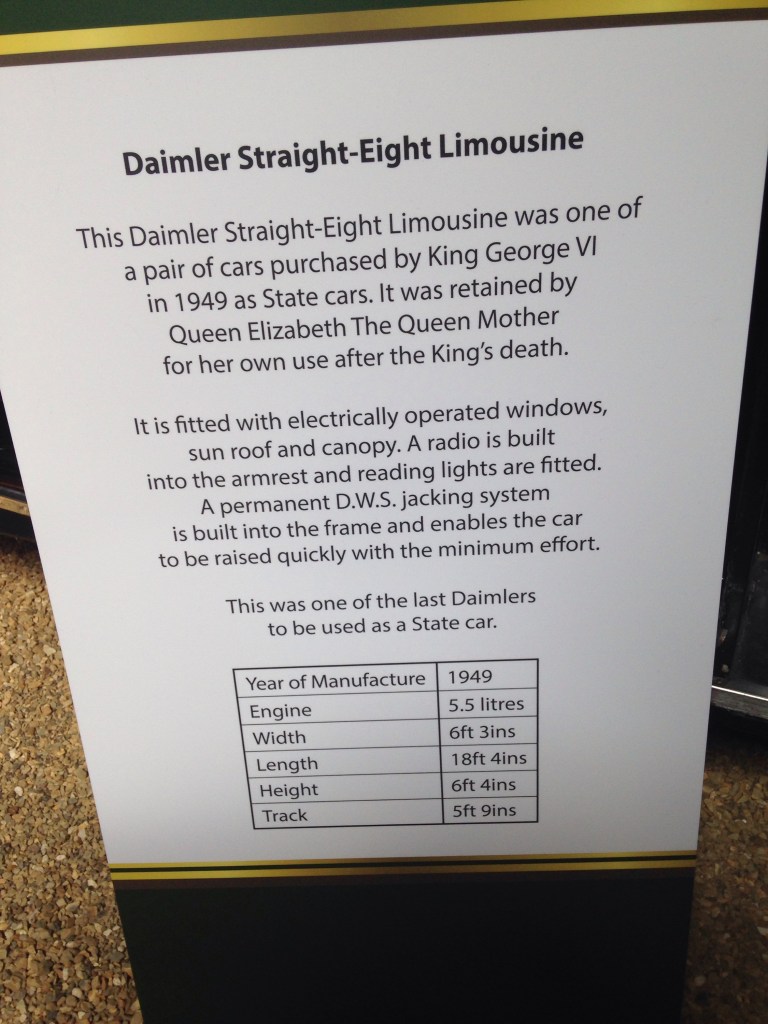 Daimler Straight-Eight Limousine
This Daimler Straight-Eight Limousine was one of
a pair of cars purchased by King George VI
in 1949 as State cars. It was retained by
Queen Elizabeth The Queen Mother
for her own use after the King's death.
It is fitted with electrically operated windows,
sun roof and canopy. A radio is built
into the armrest and reading lights are fitted.
A permanent D.W.S. jacking system
is built into the frame and enables the car
to be raised quickly with the minimum effort.
This was one of the last Daimlers
to be used as a State car.
Year of Manufacture 1949
Engine 5.5 litres
Width 6ft 3ins
Length 18ft 4ins
Height 6ft 4ins
Track 5ft 9ins